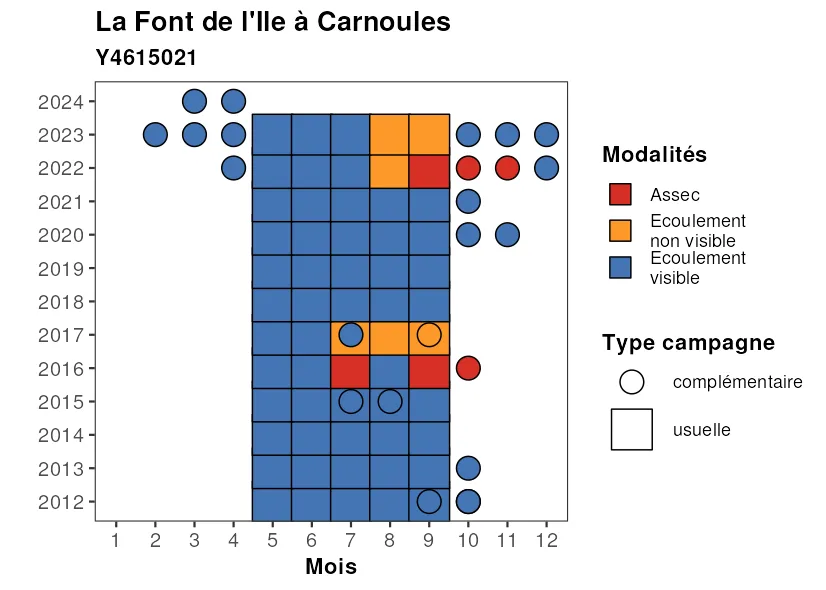 La Font de l'Ile à Carnoules
Y4615021
2024
2023
2022
2021
2020
2019
2018
2017
2016
2015
2014
2013
2012
1 2 3 4 5 6 7 8 9 10 11 12
Mois
Modalités
Assec
Ecoulement
non visible
Ecoulement
visible
Type campagne
complémentaire
usuelle